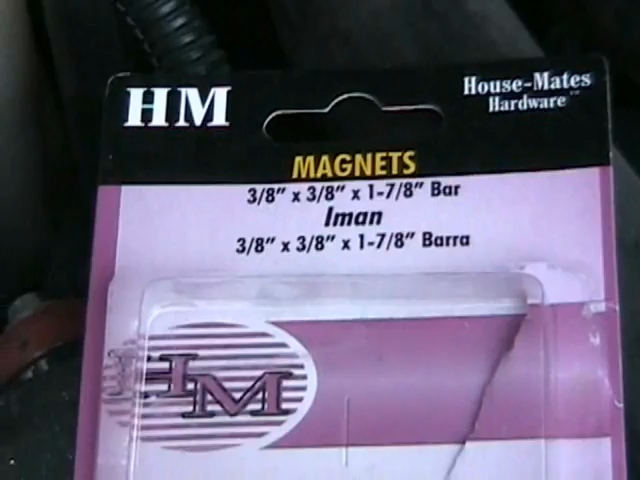 HM
House-Mates
Hardware™
MAGNETS
3/8” x 3/8” x 1-7/8” Bar
Iman
3/8” x 3/8” x 1-7/8” Barra
HM